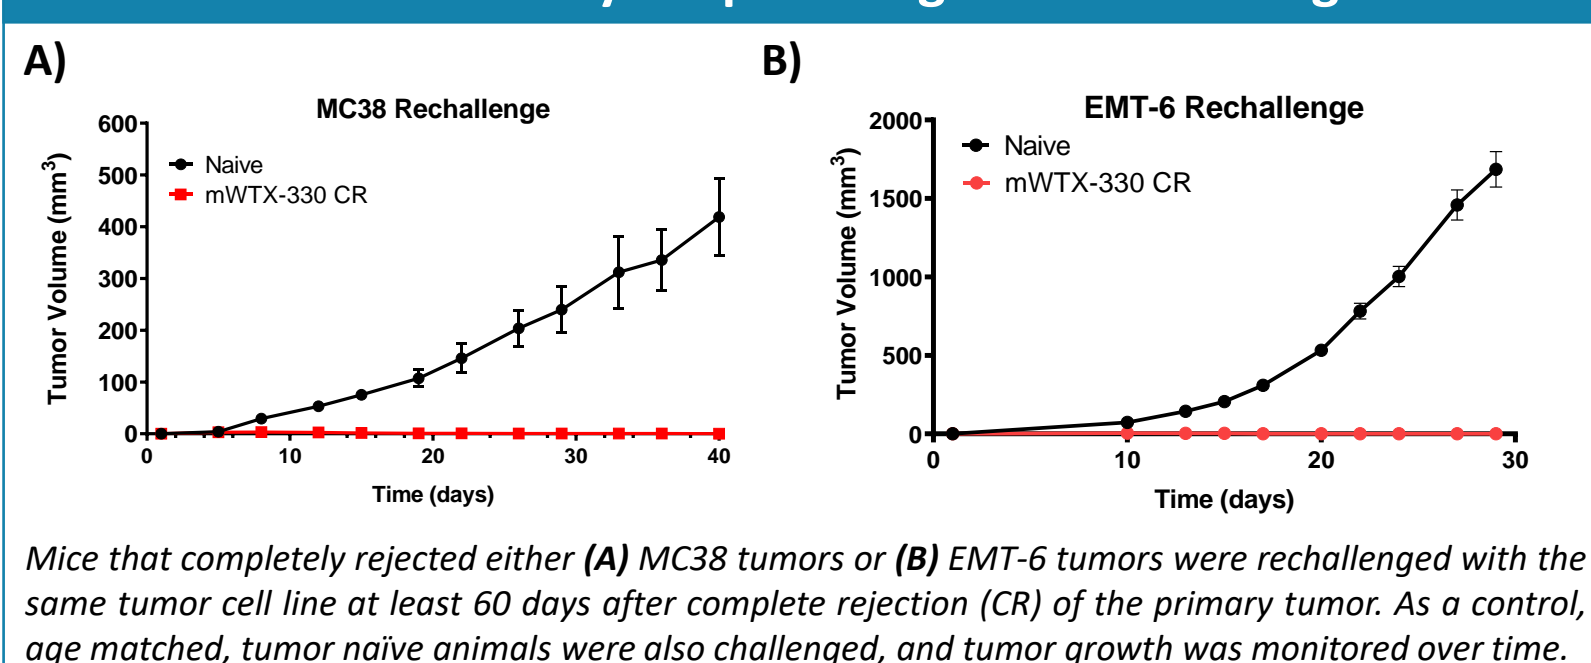 A)
MC38 Rechallenge
Tumor Volume (mm³)
600
500
400
300
200
100
0
Naive
mWTX-330 CR
0 10 20 30 40
Time (days)
B)
EMT-6 Rechallenge
Tumor Volume (mm³)
2000
1500
1000
500
0
Naive
mWTX-330 CR
0 10 20 30
Time (days)
Mice that completely rejected either (A) MC38 tumors or (B) EMT-6 tumors were rechallenged with the
same tumor cell line at least 60 days after complete rejection (CR) of the primary tumor. As a control,
age matched, tumor naïve animals were also challenged, and tumor growth was monitored over time.